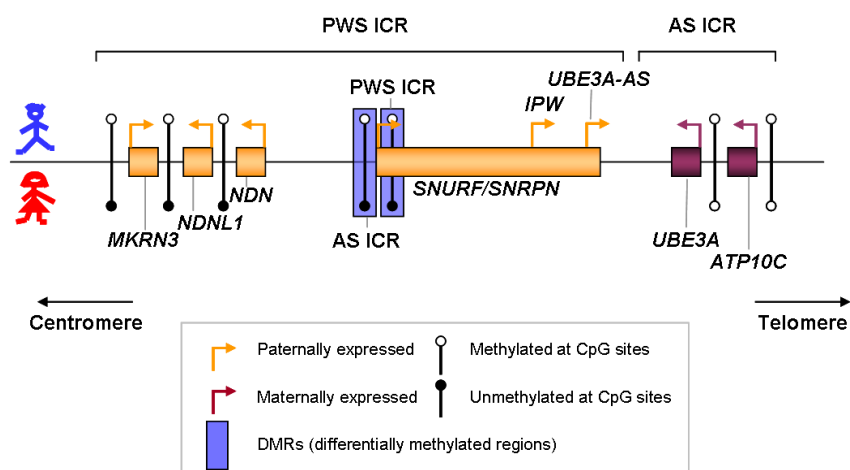 PWS ICR
AS ICR
UBE3A-AS
PWS ICR
IPW
NDN
SNURF/SNRPN
NDNL1
MKRN3
AS ICR
UBE3A
ATP10C
Centromere
Telomere
Paternally expressed
Methylated at CpG sites
Maternally expressed
Unmethylated at CpG sites
DMRs (differentially methylated regions)